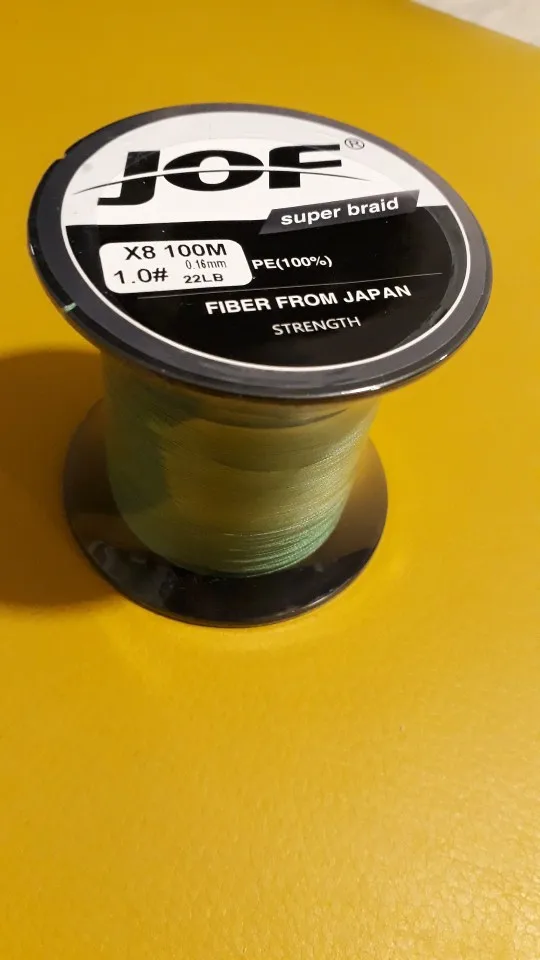 JOF®
super braid
X8 100M
0.16mm
1.0# 22LB
PE(100%)
FIBER FROM JAPAN
STRENGTH